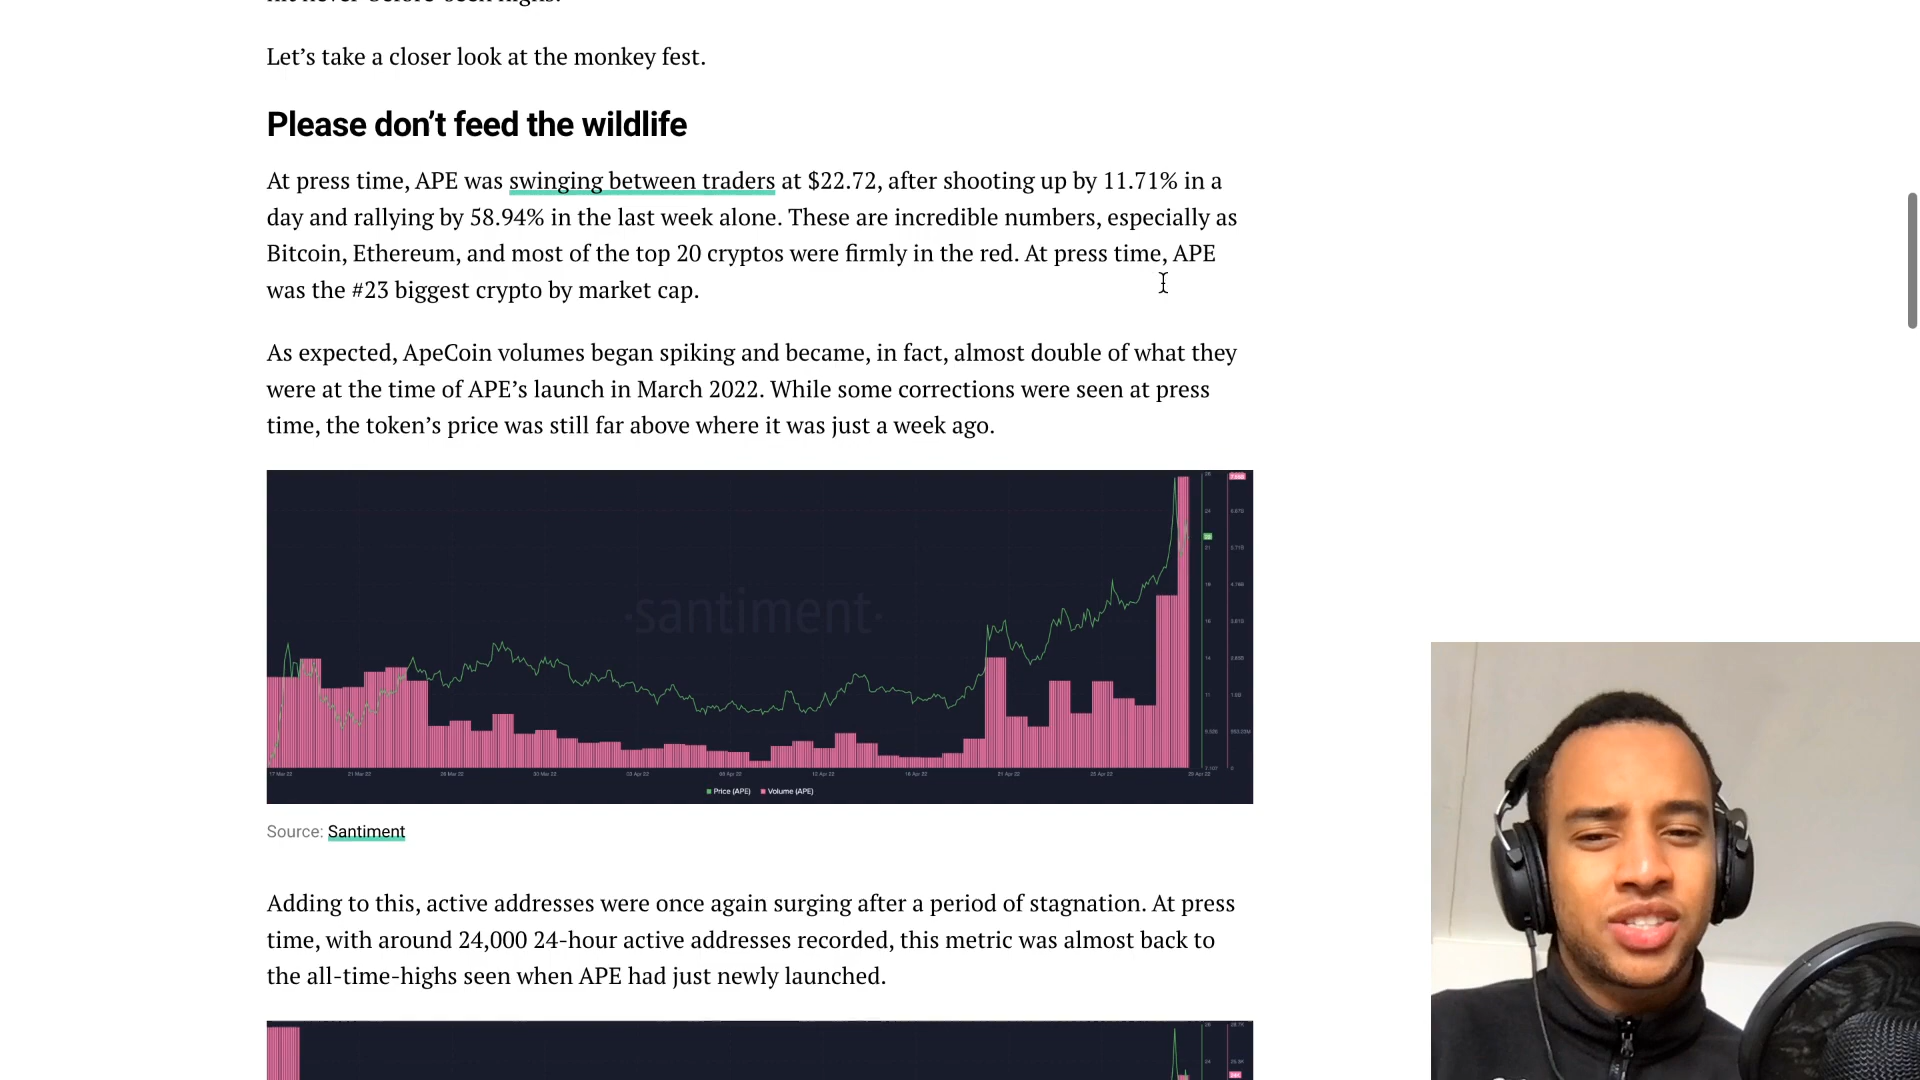 Let’s take a closer look at the monkey fest.
Please don’t feed the wildlife
At press time, APE was swinging between traders at $22.72, after shooting up by 11.71% in a
day and rallying by 58.94% in the last week alone. These are incredible numbers, especially as
Bitcoin, Ethereum, and most of the top 20 cryptos were firmly in the red. At press time, APE
was the #23 biggest crypto by market cap.
As expected, ApeCoin volumes began spiking and became, in fact, almost double of what they
were at the time of APE’s launch in March 2022. While some corrections were seen at press
time, the token’s price was still far above where it was just a week ago.
·santiment·
Price (APE) Volume (APE)
Source: Santiment
Adding to this, active addresses were once again surging after a period of stagnation. At press
time, with around 24,000 24-hour active addresses recorded, this metric was almost back to
the all-time-highs seen when APE had just newly launched.